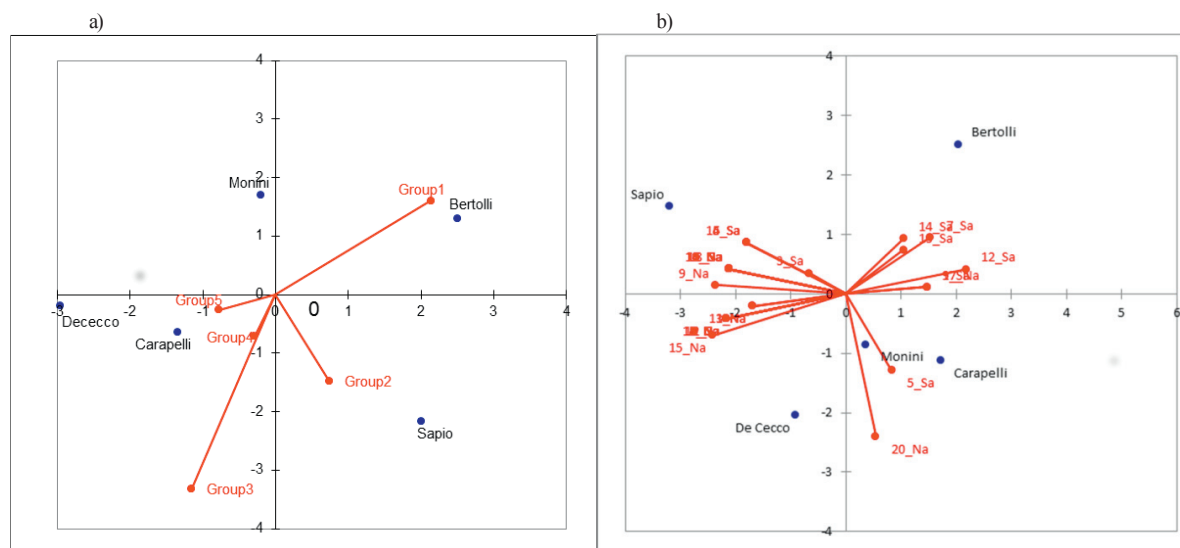 a)
b)
4
3
2
1
0
-1
-2
-3
-4
-3
-2
-1
0
1
2
3
4
Monini
Group1
Bertolli
Group5
Dececco
Carapelli
Group4
Group2
Sapio
Group3
4
3
2
1
0
-1
-2
-3
-4
-4
-3
-2
-1
0
1
2
3
4
5
6
Bertolli
Sapio
3_Sa
12_Sa
9_Na
15_Na
Monini
Carapelli
5_Sa
De Cecco
20_Na